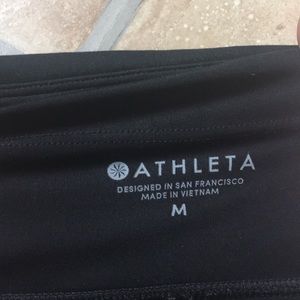 ATHLETA
DESIGNED IN SAN FRANCISCO
MADE IN VIETNAM
M